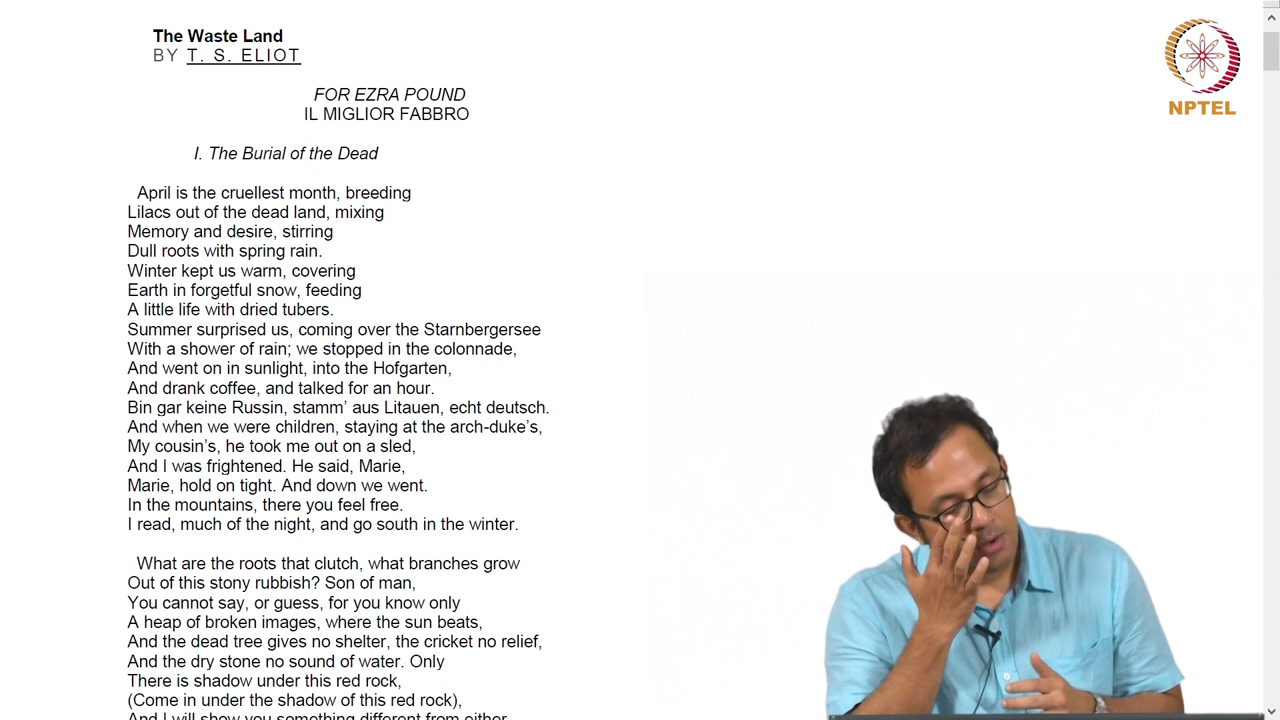 The Waste Land
BY T. S. ELIOT
FOR EZRA POUND
IL MIGLIOR FABBRO
I. The Burial of the Dead
April is the cruellest month, breeding
Lilacs out of the dead land, mixing
Memory and desire, stirring
Dull roots with spring rain.
Winter kept us warm, covering
Earth in forgetful snow, feeding
A little life with dried tubers.
Summer surprised us, coming over the Starnbergersee
With a shower of rain; we stopped in the colonnade,
And went on in sunlight, into the Hofgarten,
And drank coffee, and talked for an hour.
Bin gar keine Russin, stamm’ aus Litauen, echt deutsch.
And when we were children, staying at the arch-duke’s,
My cousin’s, he took me out on a sled,
And I was frightened. He said, Marie,
Marie, hold on tight. And down we went.
In the mountains, there you feel free.
I read, much of the night, and go south in the winter.
What are the roots that clutch, what branches grow
Out of this stony rubbish? Son of man,
You cannot say, or guess, for you know only
A heap of broken images, where the sun beats,
And the dead tree gives no shelter, the cricket no relief,
And the dry stone no sound of water. Only
There is shadow under this red rock,
(Come in under the shadow of this red rock),
And I will show you something different from either
NPTEL